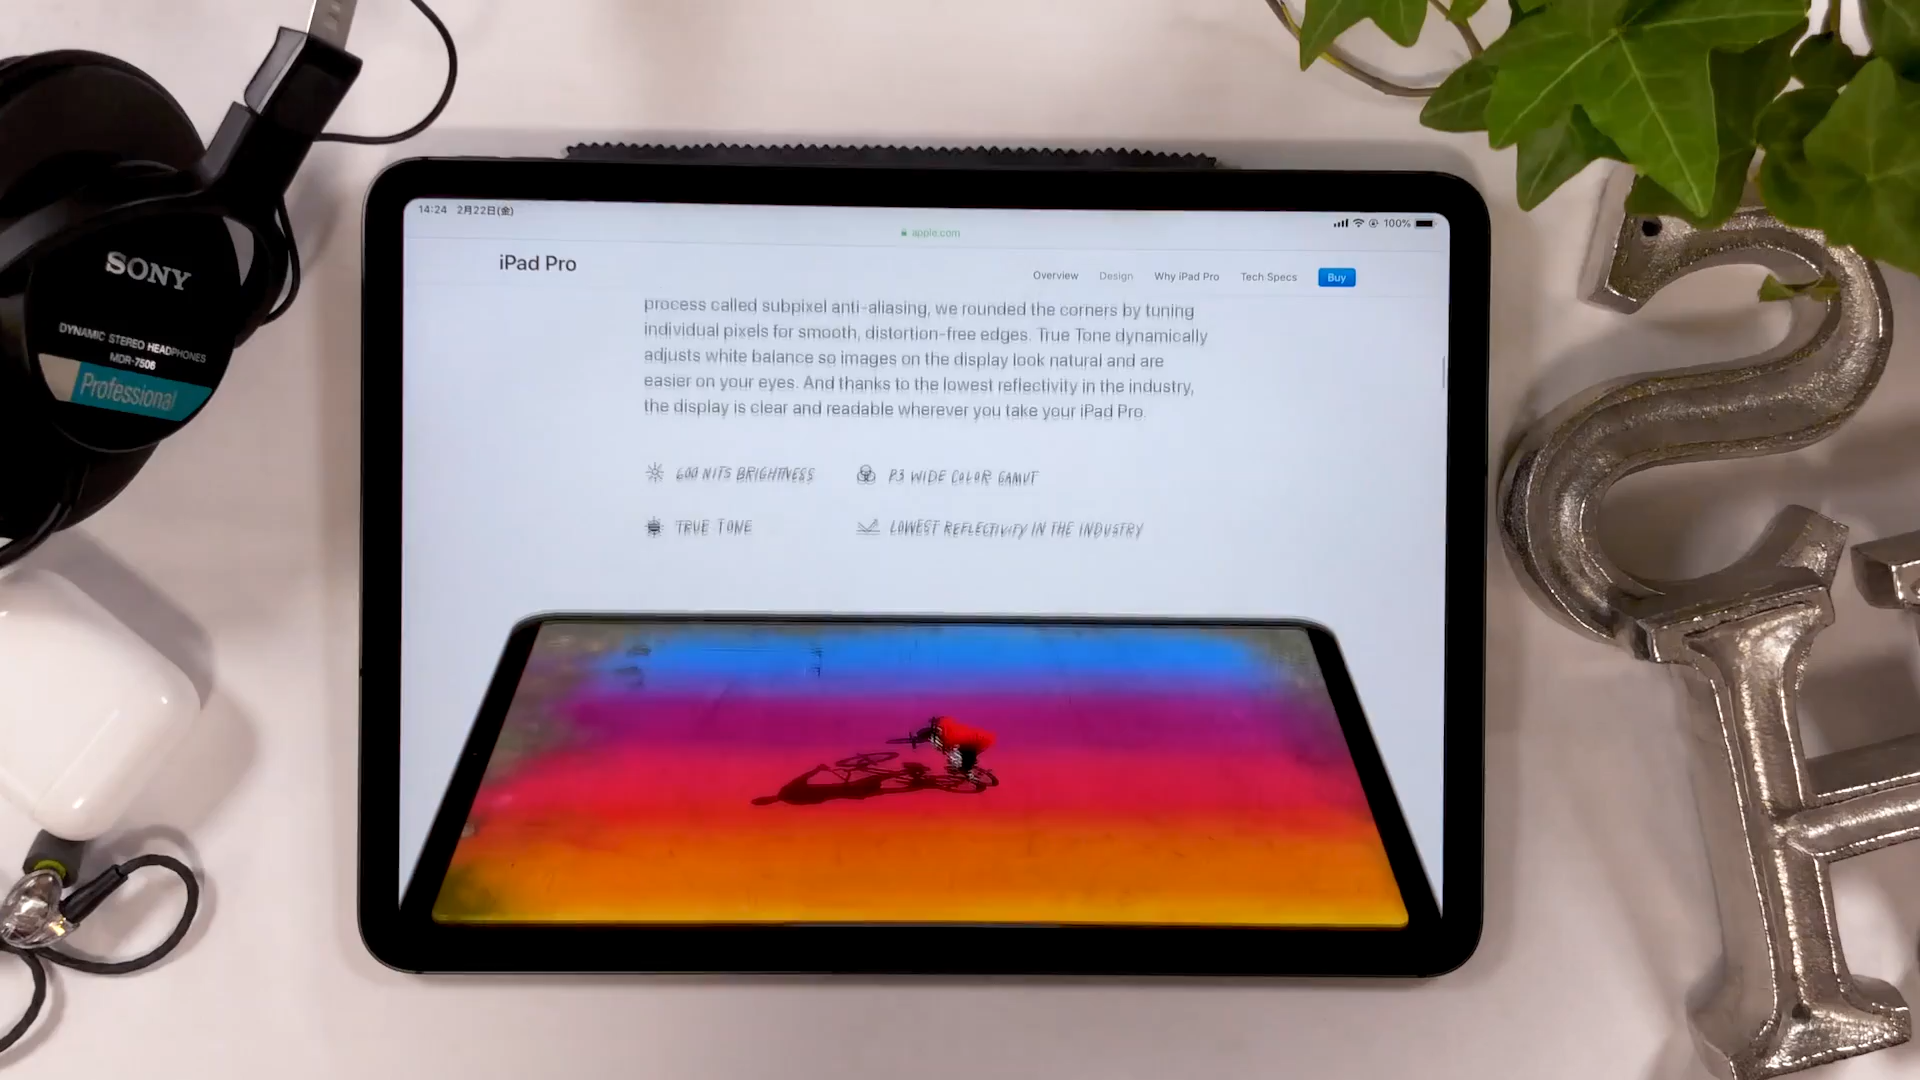 14:24 2月22日(金)
100%
apple.com
iPad Pro
Overview Design Why iPad Pro Tech Specs Buy
process called subpixel anti-aliasing, we rounded the corners by tuning
individual pixels for smooth, distortion-free edges. True Tone dynamically
adjusts white balance so images on the display look natural and are
easier on your eyes. And thanks to the lowest reflectivity in the industry,
the display is clear and readable wherever you take your iPad Pro.
600 NITS BRIGHTNESS
P3 WIDE COLOR GAMUT
TRUE TONE
LOWEST REFLECTIVITY IN THE INDUSTRY
SONY
DYNAMIC STEREO HEADPHONES
MDR-7506
Professional
S
H